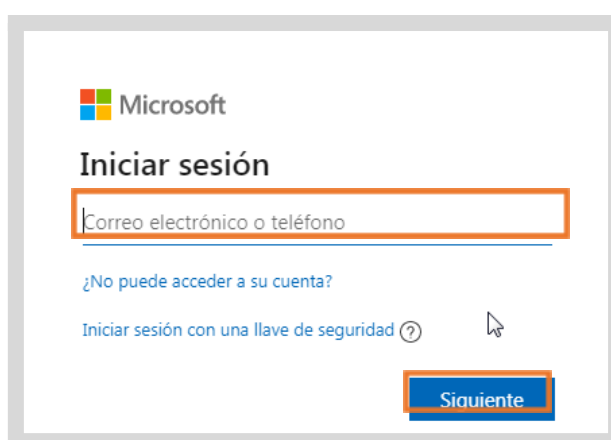 Microsoft
Iniciar sesión
Correo electrónico o teléfono
¿No puede acceder a su cuenta?
Iniciar sesión con una llave de seguridad ?
Siguiente